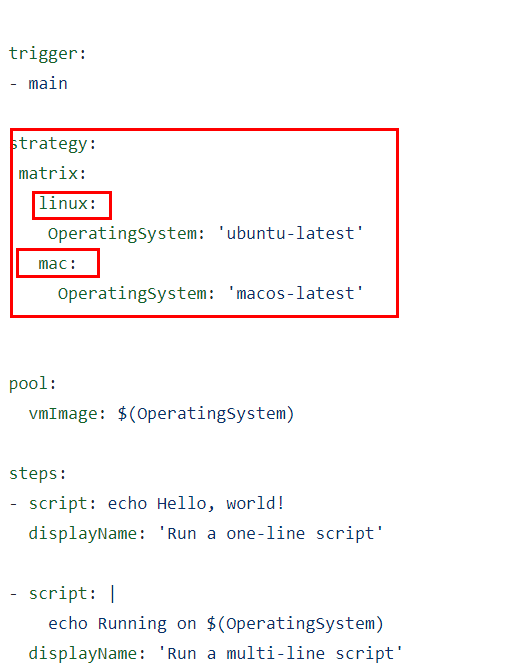 trigger:
- main
strategy:
matrix:
linux:
OperatingSystem: 'ubuntu-latest'
mac:
OperatingSystem: 'macos-latest'
pool:
vmImage: $(OperatingSystem)
steps:
- script: echo Hello, world!
displayName: 'Run a one-line script'
- script: |
echo Running on $(OperatingSystem)
displayName: 'Run a multi-line script'